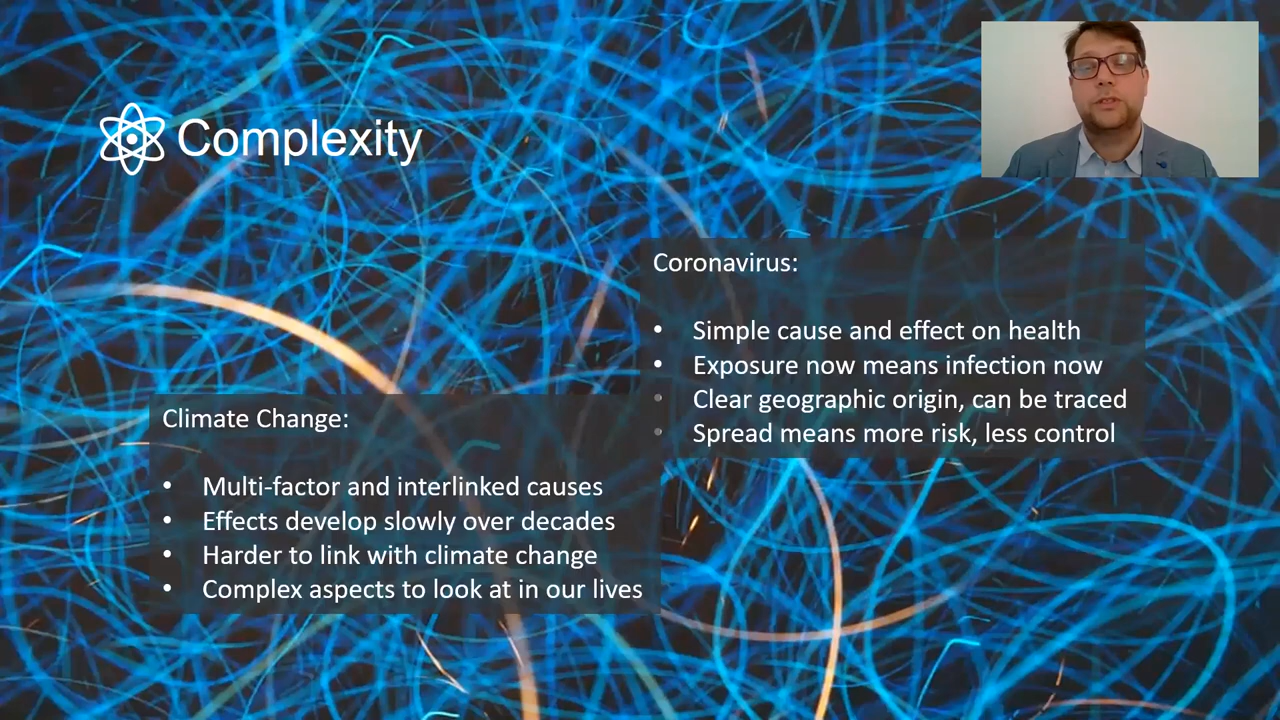 Complexity
Coronavirus:
• Simple cause and effect on health
• Exposure now means infection now
• Clear geographic origin, can be traced
• Spread means more risk, less control
Climate Change:
• Multi-factor and interlinked causes
• Effects develop slowly over decades
• Harder to link with climate change
• Complex aspects to look at in our lives